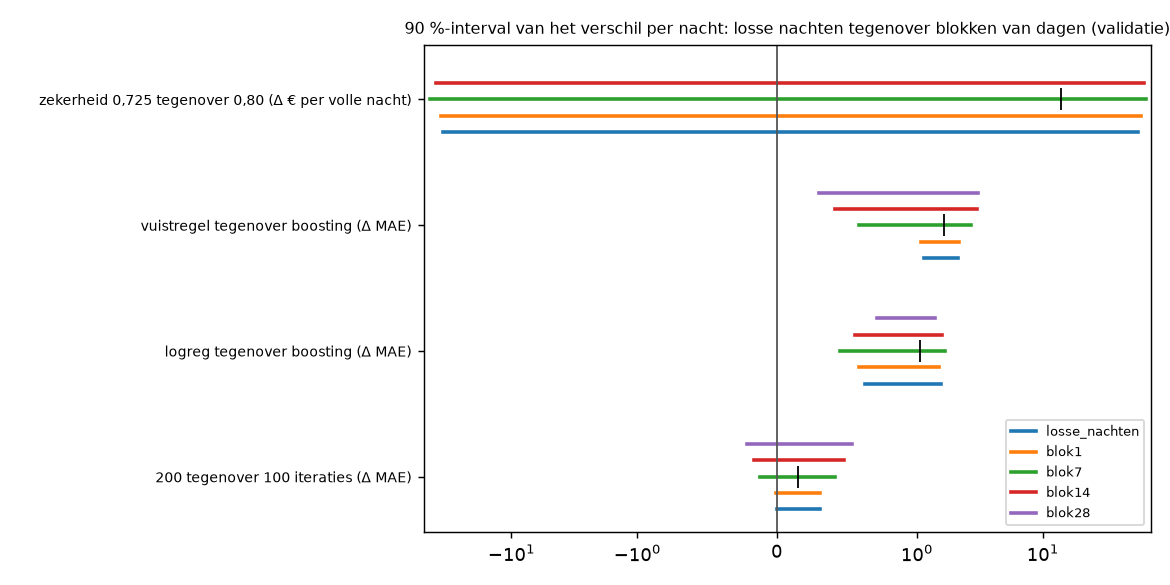 90 %-interval van het verschil per nacht: losse nachten tegenover blokken van dagen (validatie)
zekerheid 0,725 tegenover 0,80 (Δ € per volle nacht)
vuistregel tegenover boosting (Δ MAE)
logreg tegenover boosting (Δ MAE)
200 tegenover 100 iteraties (Δ MAE)
losse_nachten
blok1
blok7
blok14
blok28
−10¹ −10⁰ 0 10⁰ 10¹